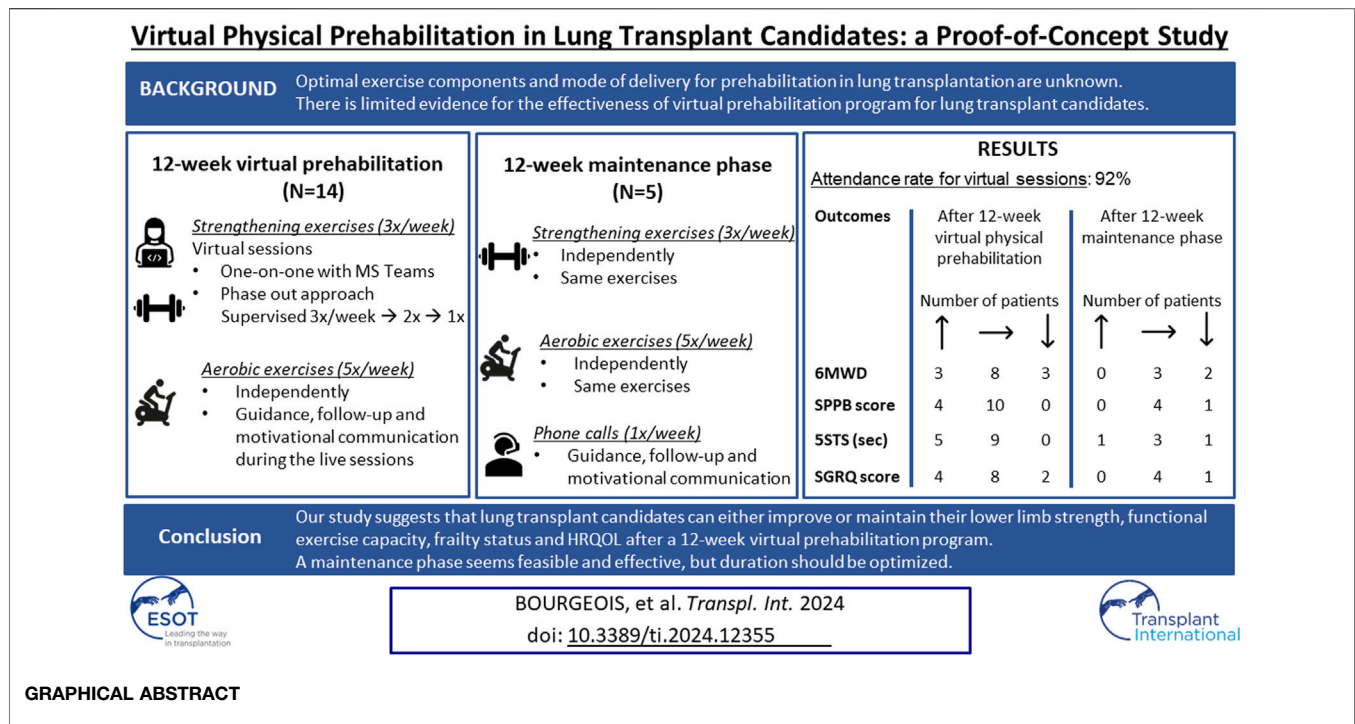 Virtual Physical Prehabilitation in Lung Transplant Candidates: a Proof-of-Concept Study
BACKGROUND
Optimal exercise components and mode of delivery for prehabilitation in lung transplantation are unknown.
There is limited evidence for the effectiveness of virtual prehabilitation program for lung transplant candidates.
12-week virtual prehabilitation
(N=14)
Strengthening exercises (3x/week)
Virtual sessions
• One-on-one with MS Teams
• Phase out approach
Supervised 3x/week → 2x → 1x
Aerobic exercises (5x/week)
• Independently
• Guidance, follow-up and
motivational communication
during the live sessions
12-week maintenance phase
(N=5)
Strengthening exercises (3x/week)
• Independently
• Same exercises
Aerobic exercises (5x/week)
• Independently
• Same exercises
Phone calls (1x/week)
• Guidance, follow-up and
motivational communication
RESULTS
Attendance rate for virtual sessions: 92%
Outcomes
After 12-week
virtual physical
prehabilitation
After 12-week
maintenance phase
Number of patients Number of patients
↑ → ↓ ↑ → ↓
6MWD 3 8 3 0 3 2
SPPB score 4 10 0 0 4 1
5STS (sec) 5 9 0 1 3 1
SGRQ score 4 8 2 0 4 1
Conclusion
Our study suggests that lung transplant candidates can either improve or maintain their lower limb strength, functional
exercise capacity, frailty status and HRQOL after a 12-week virtual prehabilitation program.
A maintenance phase seems feasible and effective, but duration should be optimized.
ESOT
Leading the way
in transplantation
BOURGEOIS, et al. Transpl. Int. 2024
doi: 10.3389/ti.2024.12355
Transplant
International
GRAPHICAL ABSTRACT